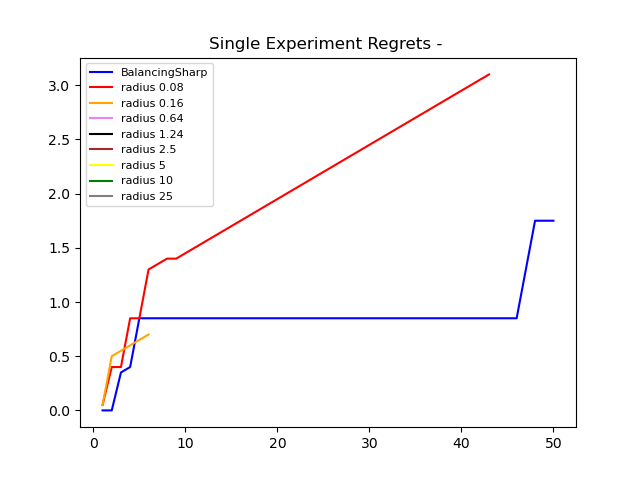 Single Experiment Regrets -
BalancingSharp
radius 0.08
radius 0.16
radius 0.64
radius 1.24
radius 2.5
radius 5
radius 10
radius 25
3.0
2.5
2.0
1.5
1.0
0.5
0.0
0 10 20 30 40 50